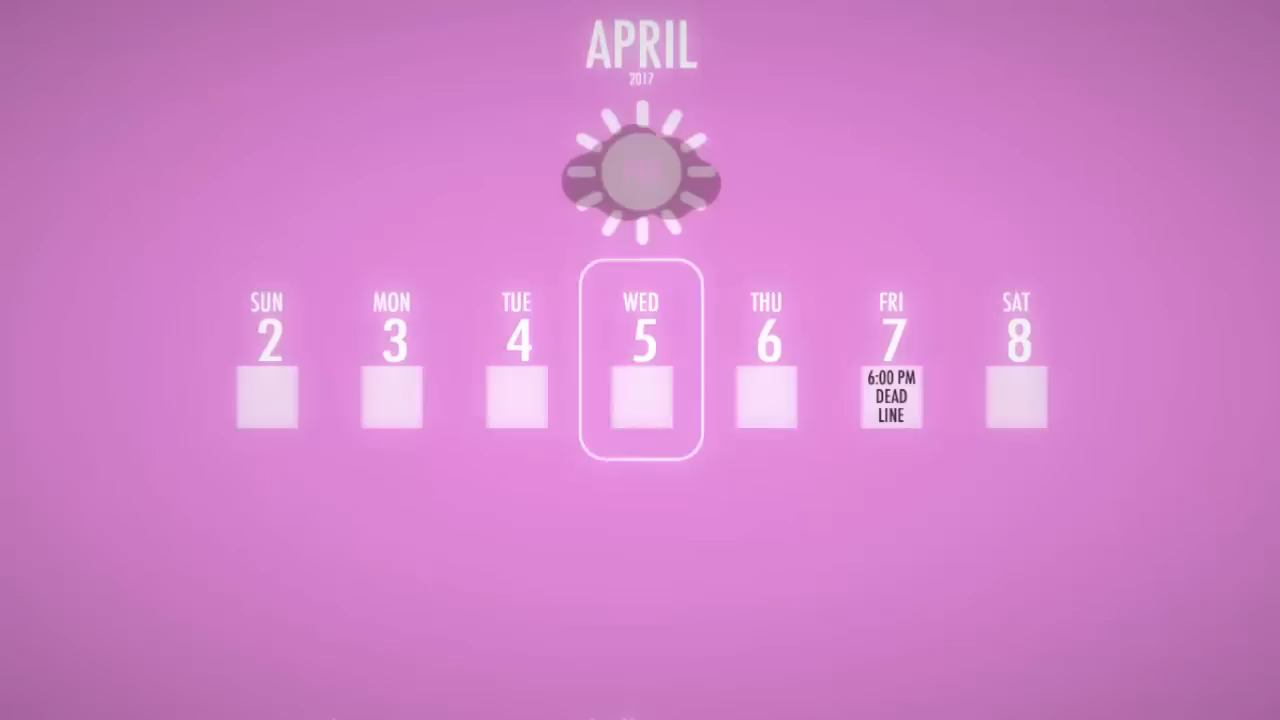 APRIL
2017
SUN MON TUE WED THU FRI SAT
2 3 4 5 6 7 8
6:00 PM
DEAD
LINE